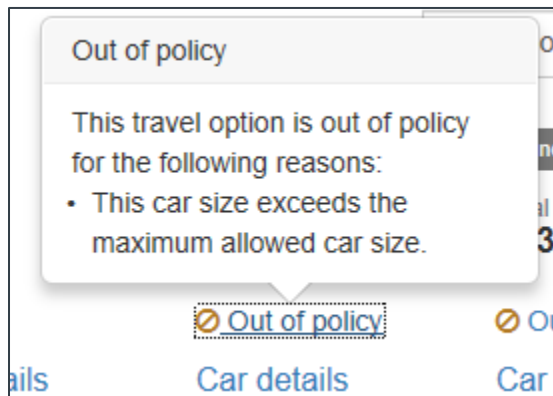 Out of policy
This travel option is out of policy
for the following reasons:
• This car size exceeds the
maximum allowed car size.
Out of policy
Car details
Car